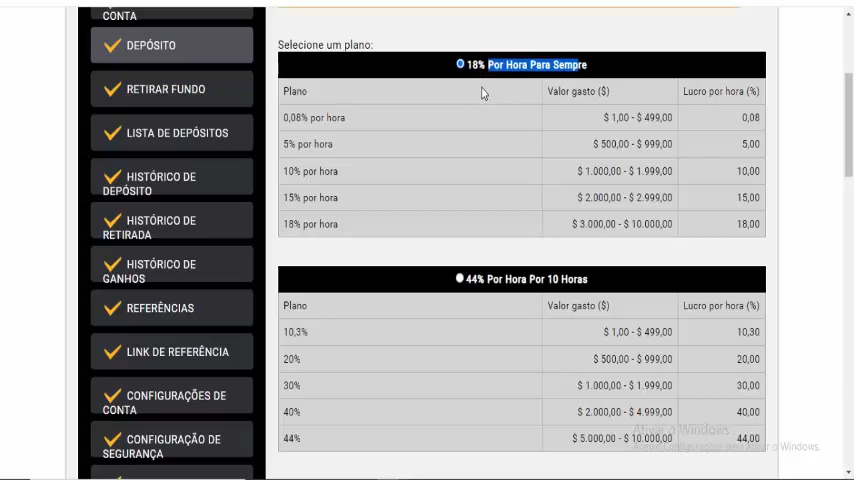 CONTA
DEPÓSITO
RETIRAR FUNDO
LISTA DE DEPÓSITOS
HISTÓRICO DE
DEPÓSITO
HISTÓRICO DE
RETIRADA
HISTÓRICO DE
GANHOS
REFERÊNCIAS
LINK DE REFERÊNCIA
CONFIGURAÇÕES DE
CONTA
CONFIGURAÇÃO DE
SEGURANÇA
Selecione um plano:
18% Por Hora Para Sempre
Plano Valor gasto ($) Lucro por hora (%)
0,08% por hora $ 1,00 - $ 499,00 0,08
5% por hora $ 500,00 - $ 999,00 5,00
10% por hora $ 1.000,00 - $ 1.999,00 10,00
15% por hora $ 2.000,00 - $ 2.999,00 15,00
18% por hora $ 3.000,00 - $ 10.000,00 18,00
44% Por Hora Por 10 Horas
Plano Valor gasto ($) Lucro por hora (%)
10,3% $ 1,00 - $ 499,00 10,30
20% $ 500,00 - $ 999,00 20,00
30% $ 1.000,00 - $ 1.999,00 30,00
40% $ 2.000,00 - $ 4.999,00 40,00
44% $ 5.000,00 - $ 10.000,00 44,00
Ativar o Windows
Acesse Configurações para ativar o Windows.